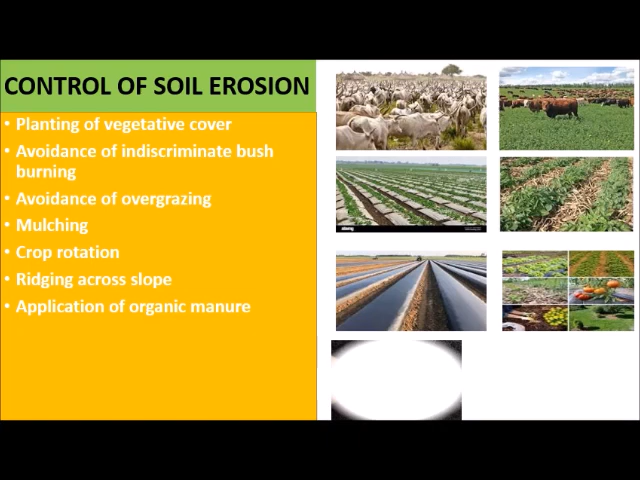 CONTROL OF SOIL EROSION
• Planting of vegetative cover
• Avoidance of indiscriminate bush
burning
• Avoidance of overgrazing
• Mulching
• Crop rotation
• Ridging across slope
• Application of organic manure
alamy